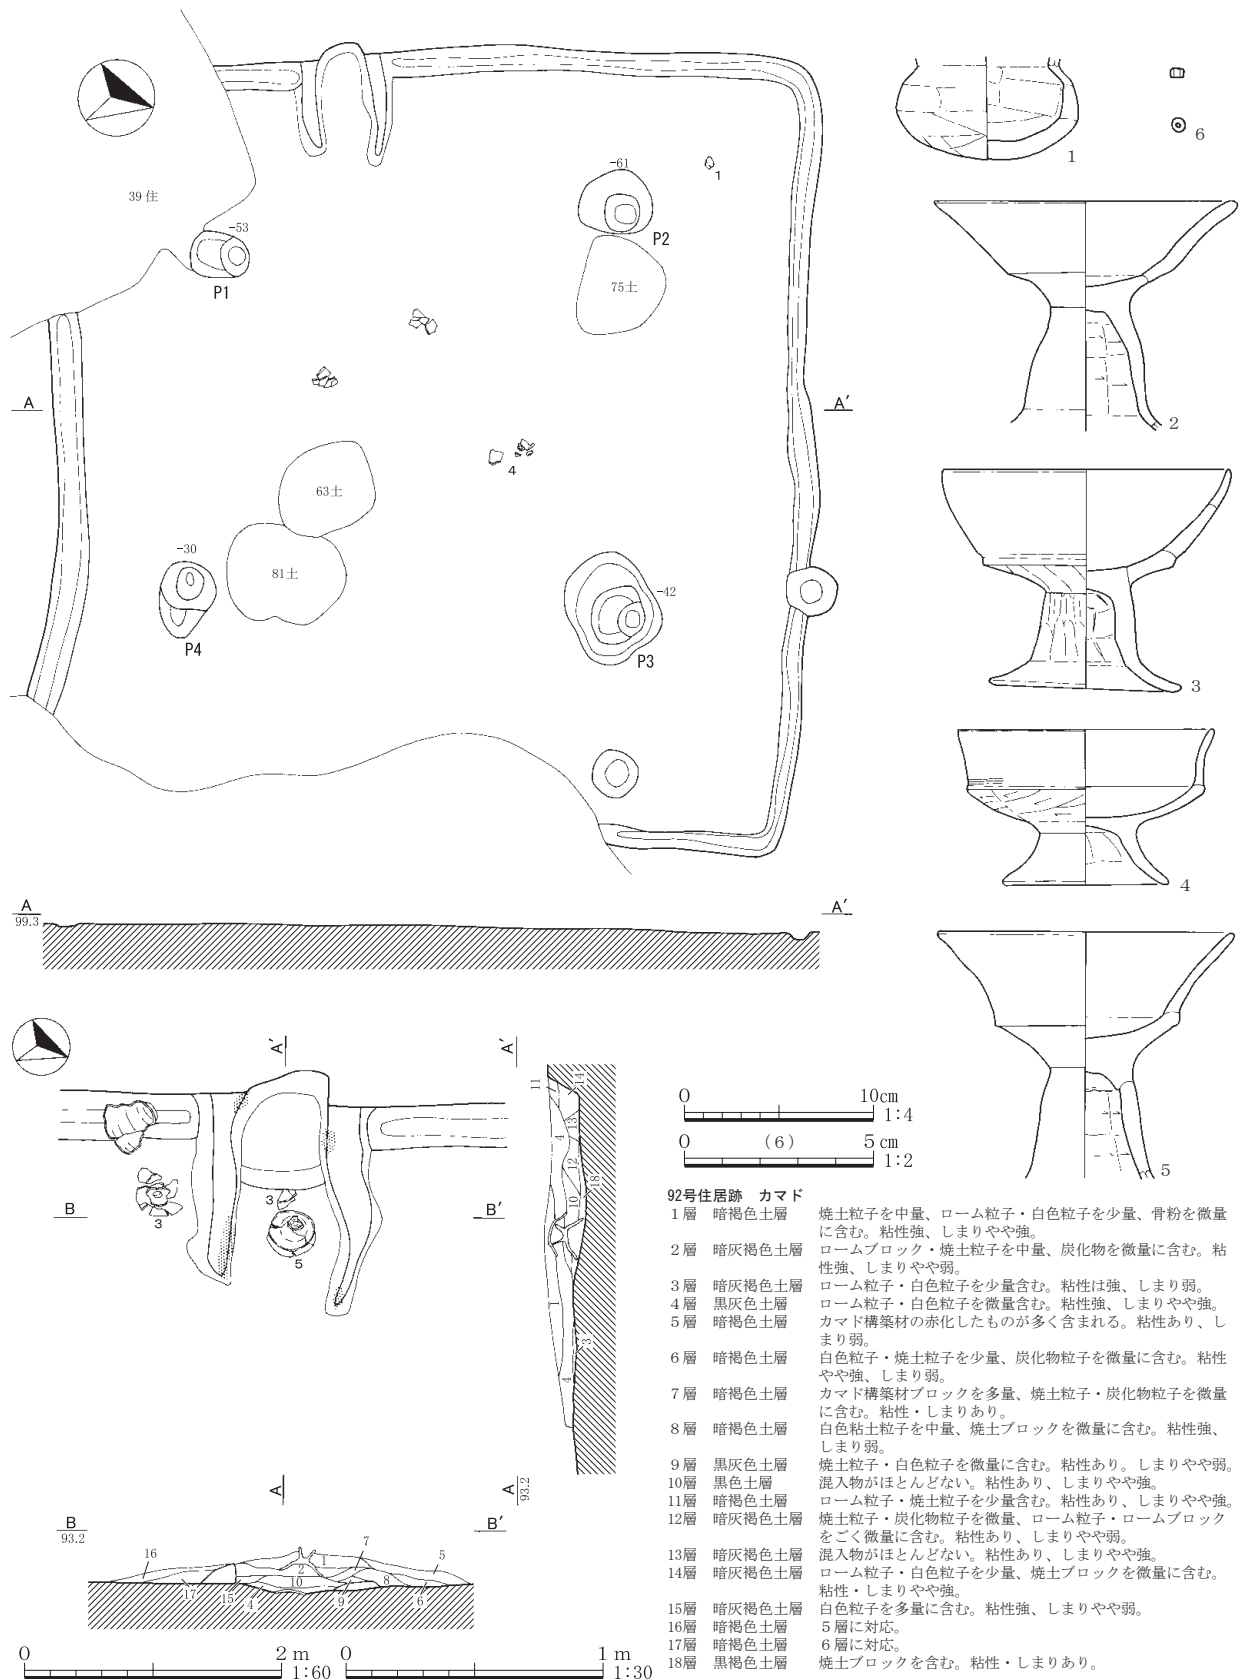 39 住
-53
P1
-61
P2
1
75土
A
A′
4
63土
81土
-30
P4
-42
P3
A
99.3
A′
1
6
2
3
4
5
A′
A′
B
B′
3
3
5
11
14
13
4
12
18
10
1
3
4
A
A
93.2
B
93.2
B′
16
17
15
4
1
2
10
7
9
8
6
5
0 2 m
1:60
0 1 m
1:30
0 10cm
1:4
0 (6) 5 cm
1:2
92号住居跡 カマド
1層 暗褐色土層 焼土粒子を中量、ローム粒子・白色粒子を少量、骨粉を微量
に含む。粘性強、しまりやや強。
2層 暗灰褐色土層 ロームブロック・焼土粒子を中量、炭化物を微量に含む。粘
性強、しまりやや弱。
3層 暗灰褐色土層 ローム粒子・白色粒子を少量含む。粘性は強、しまり弱。
4層 黒灰色土層 ローム粒子・白色粒子を微量含む。粘性強、しまりやや強。
5層 暗褐色土層 カマド構築材の赤化したものが多く含まれる。粘性あり、し
まり弱。
6層 暗褐色土層 白色粒子・焼土粒子を少量、炭化物粒子を微量に含む。粘性
やや強、しまり弱。
7層 暗褐色土層 カマド構築材ブロックを多量、焼土粒子・炭化物粒子を微量
に含む。粘性・しまりあり。
8層 暗褐色土層 白色粘土粒子を中量、焼土ブロックを微量に含む。粘性強、
しまり弱。
9層 黒灰色土層 焼土粒子・白色粒子を微量に含む。粘性あり。しまりやや弱。
10層 黒色土層 混入物がほとんどない。粘性あり、しまりやや強。
11層 暗褐色土層 ローム粒子・焼土粒子を少量含む。粘性あり、しまりやや強。
12層 暗灰褐色土層 焼土粒子・炭化物粒子を微量、ローム粒子・ロームブロック
をごく微量に含む。粘性あり、しまりやや弱。
13層 暗灰褐色土層 混入物がほとんどない。粘性あり、しまりやや強。
14層 暗灰褐色土層 ローム粒子・白色粒子を少量、焼土ブロックを微量に含む。
粘性・しまりやや強。
15層 暗灰褐色土層 白色粒子を多量に含む。粘性強、しまりやや弱。
16層 暗褐色土層 5層に対応。
17層 暗褐色土層 6層に対応。
18層 黒褐色土層 焼土ブロックを含む。粘性・しまりあり。